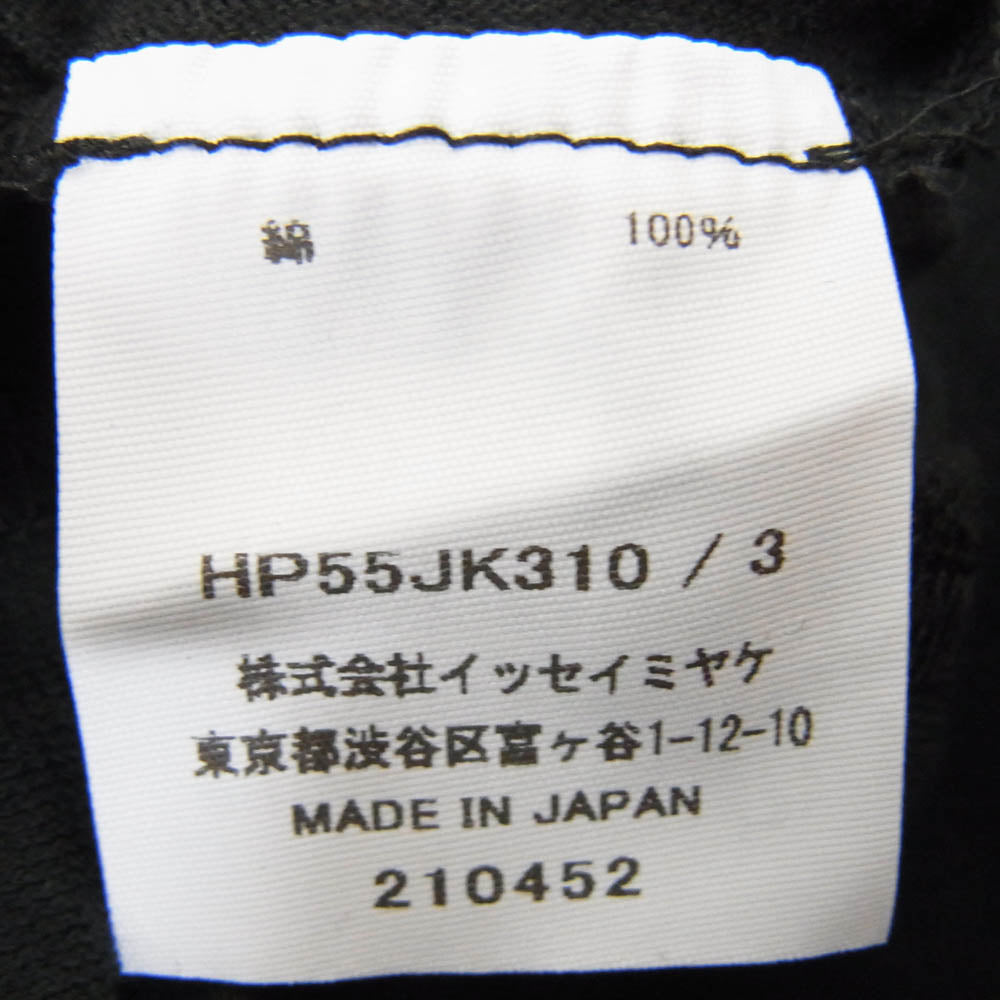 綿 100%
HP55JK310 / 3
株式会社イッセイミヤケ
東京都渋谷区富ヶ谷1-12-10
MADE IN JAPAN
210452